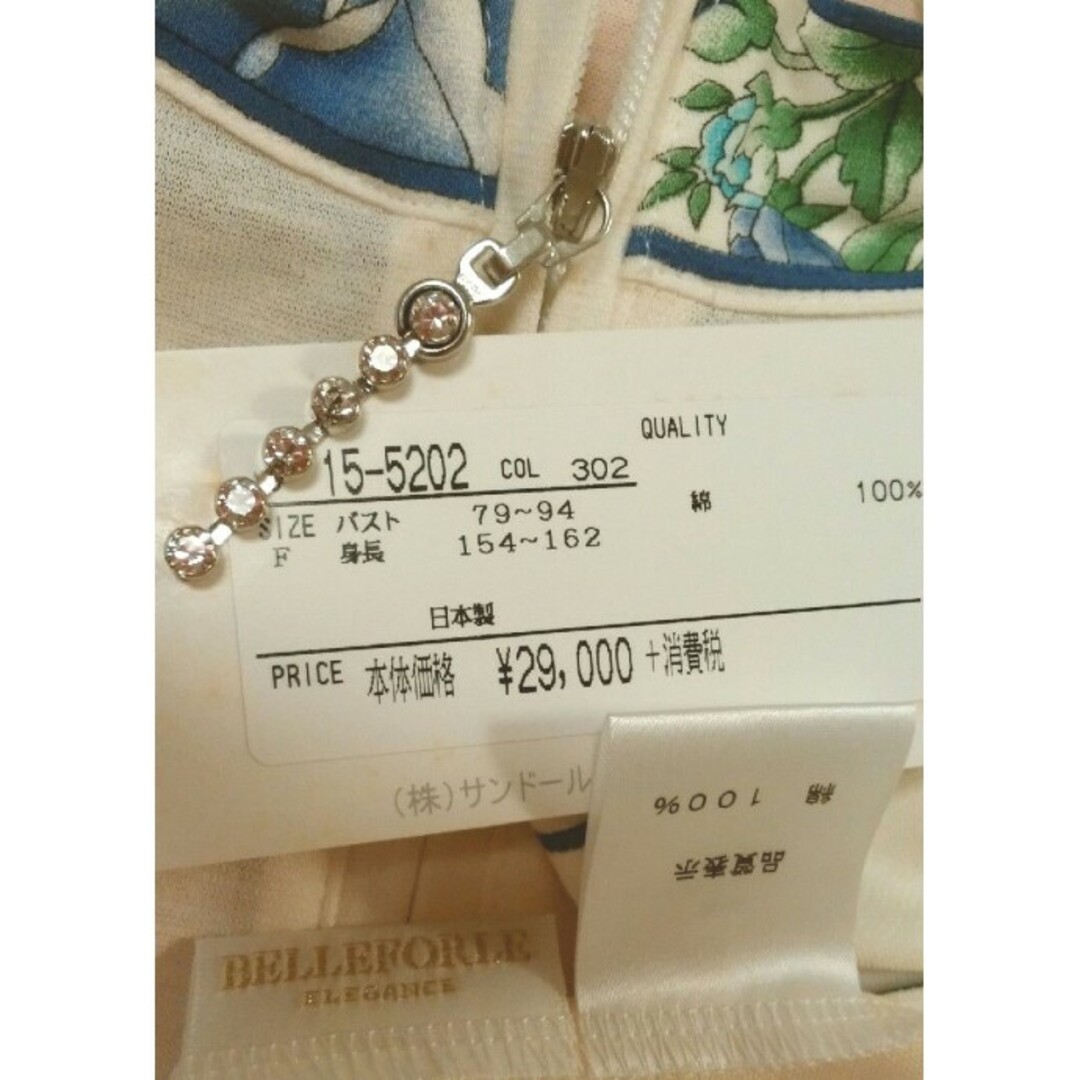 QUALITY
15-5202 COL 302
SIZE バスト 79~94 綿 100%
F 身長 154~162
日本製
PRICE 本体価格 ¥29,000 +消費税
(株)サンドール
綿 100%
品質表示
BELLEFORLE
ELEGANCE